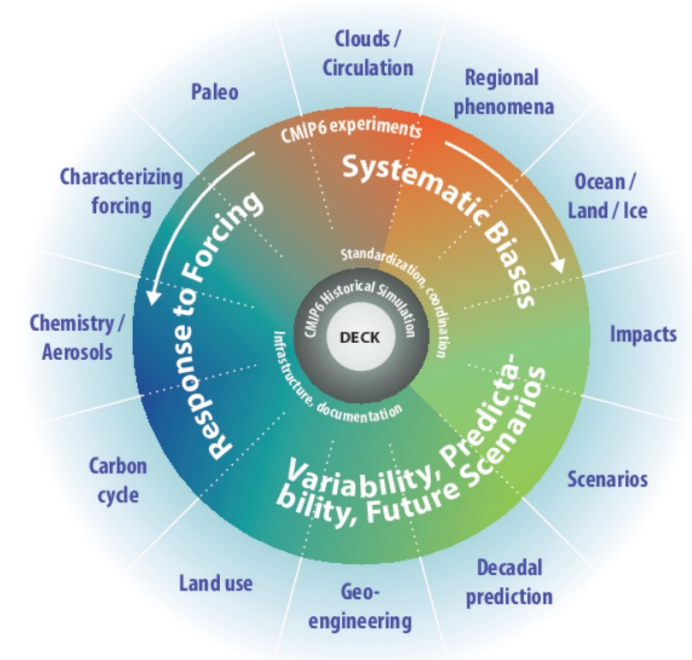 Clouds /
Circulation
Regional
phenomena
Ocean /
Land / Ice
Impacts
Scenarios
Decadal
prediction
Geo-
engineering
Land use
Carbon
cycle
Chemistry /
Aerosols
Characterizing
forcing
Paleo
CMIP6 experiments
Systematic Biases
Variability, Predicta-
bility, Future Scenarios
Response to Forcing
Standardization, coordination
Infrastructure, documentation
CMIP6 Historical Simulation
DECK